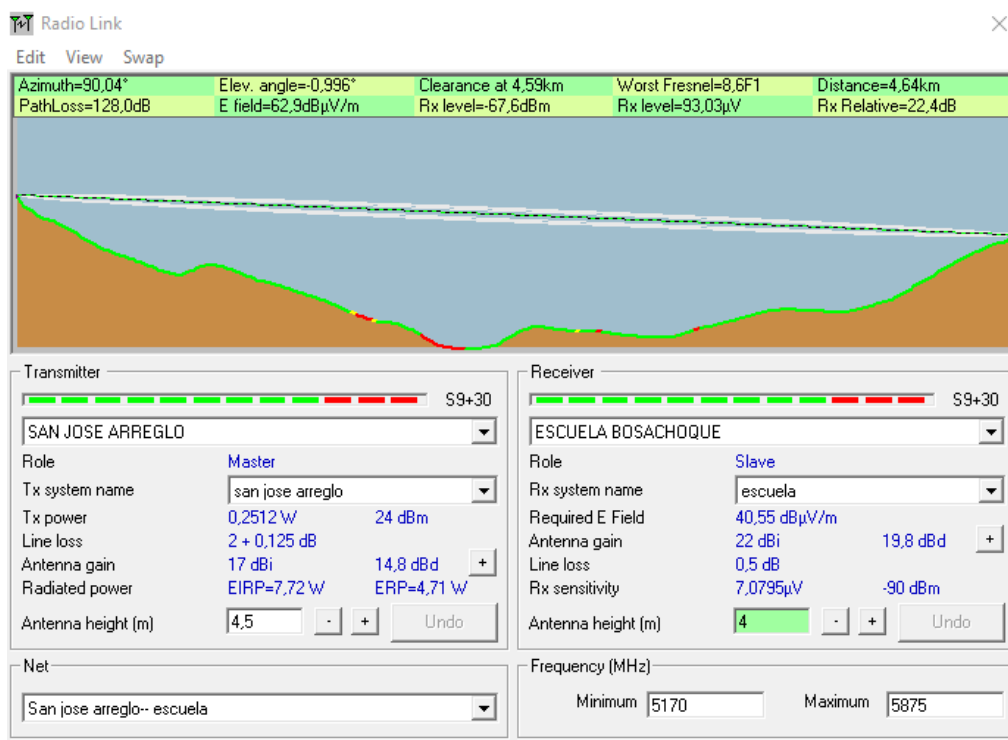 Radio Link
Edit View Swap
Azimuth=90,04° Elev. angle=-0,996° Clearance at 4,59km Worst Fresnel=8,6F1 Distance=4,64km
PathLoss=128,0dB E field=62,9dBµV/m Rx level=-67,6dBm Rx level=93,03µV Rx Relative=22,4dB
Transmitter
S9+30
SAN JOSE ARREGLO
Role Master
Tx system name san jose arreglo
Tx power 0,2512 W 24 dBm
Line loss 2 + 0,125 dB
Antenna gain 17 dBi 14,8 dBd +
Radiated power EIRP=7,72 W ERP=4,71 W
Antenna height (m) 4,5 - + Undo
Receiver
S9+30
ESCUELA BOSACHOQUE
Role Slave
Rx system name escuela
Required E Field 40,55 dBµV/m
Antenna gain 22 dBi 19,8 dBd +
Line loss 0,5 dB
Rx sensitivity 7,0795µV -90 dBm
Antenna height (m) 4 - + Undo
Net
San jose arreglo-- escuela
Frequency (MHz)
Minimum 5170 Maximum 5875